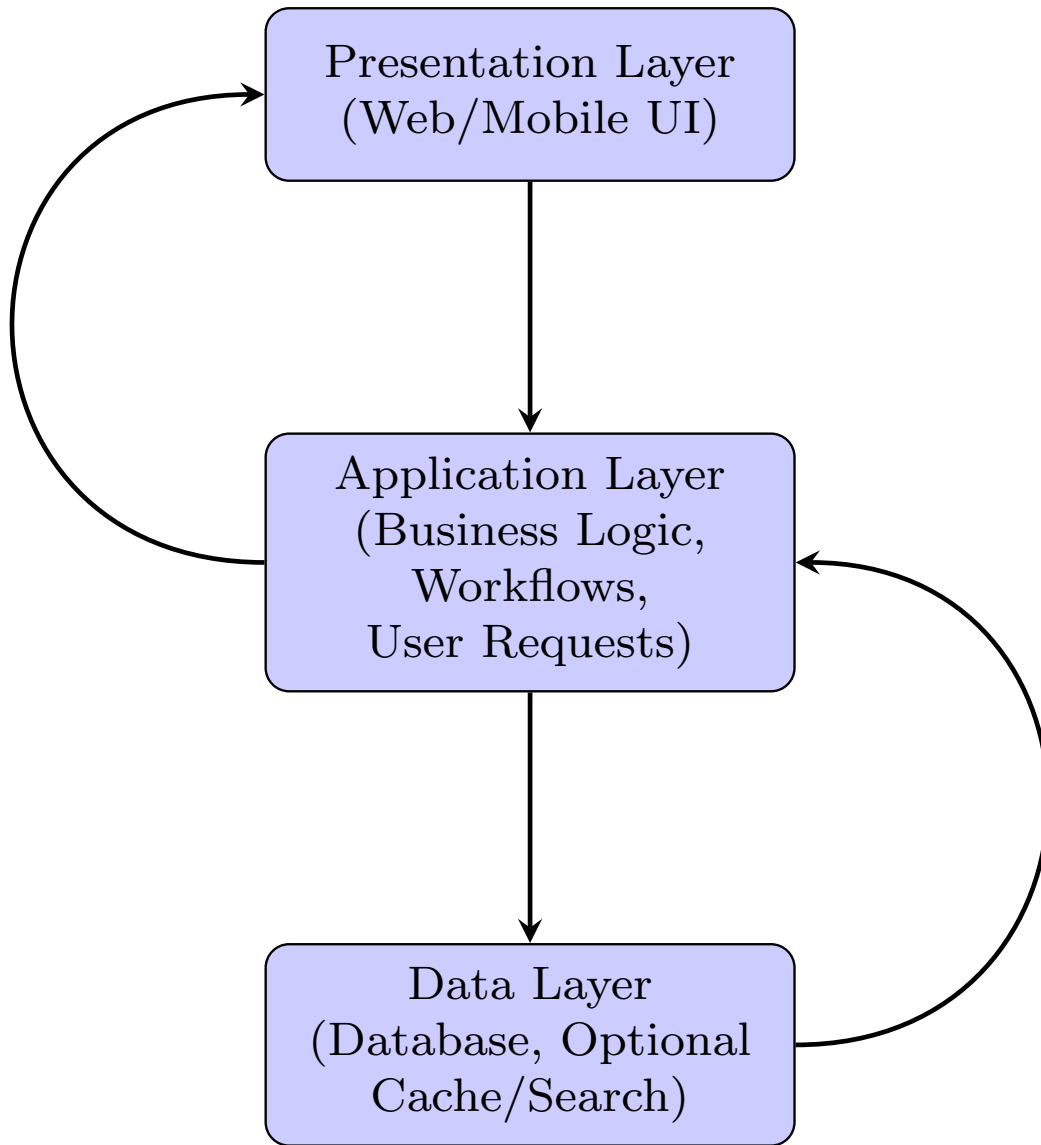 Presentation Layer
(Web/Mobile UI)
Application Layer
(Business Logic,
Workflows,
User Requests)
Data Layer
(Database, Optional
Cache/Search)